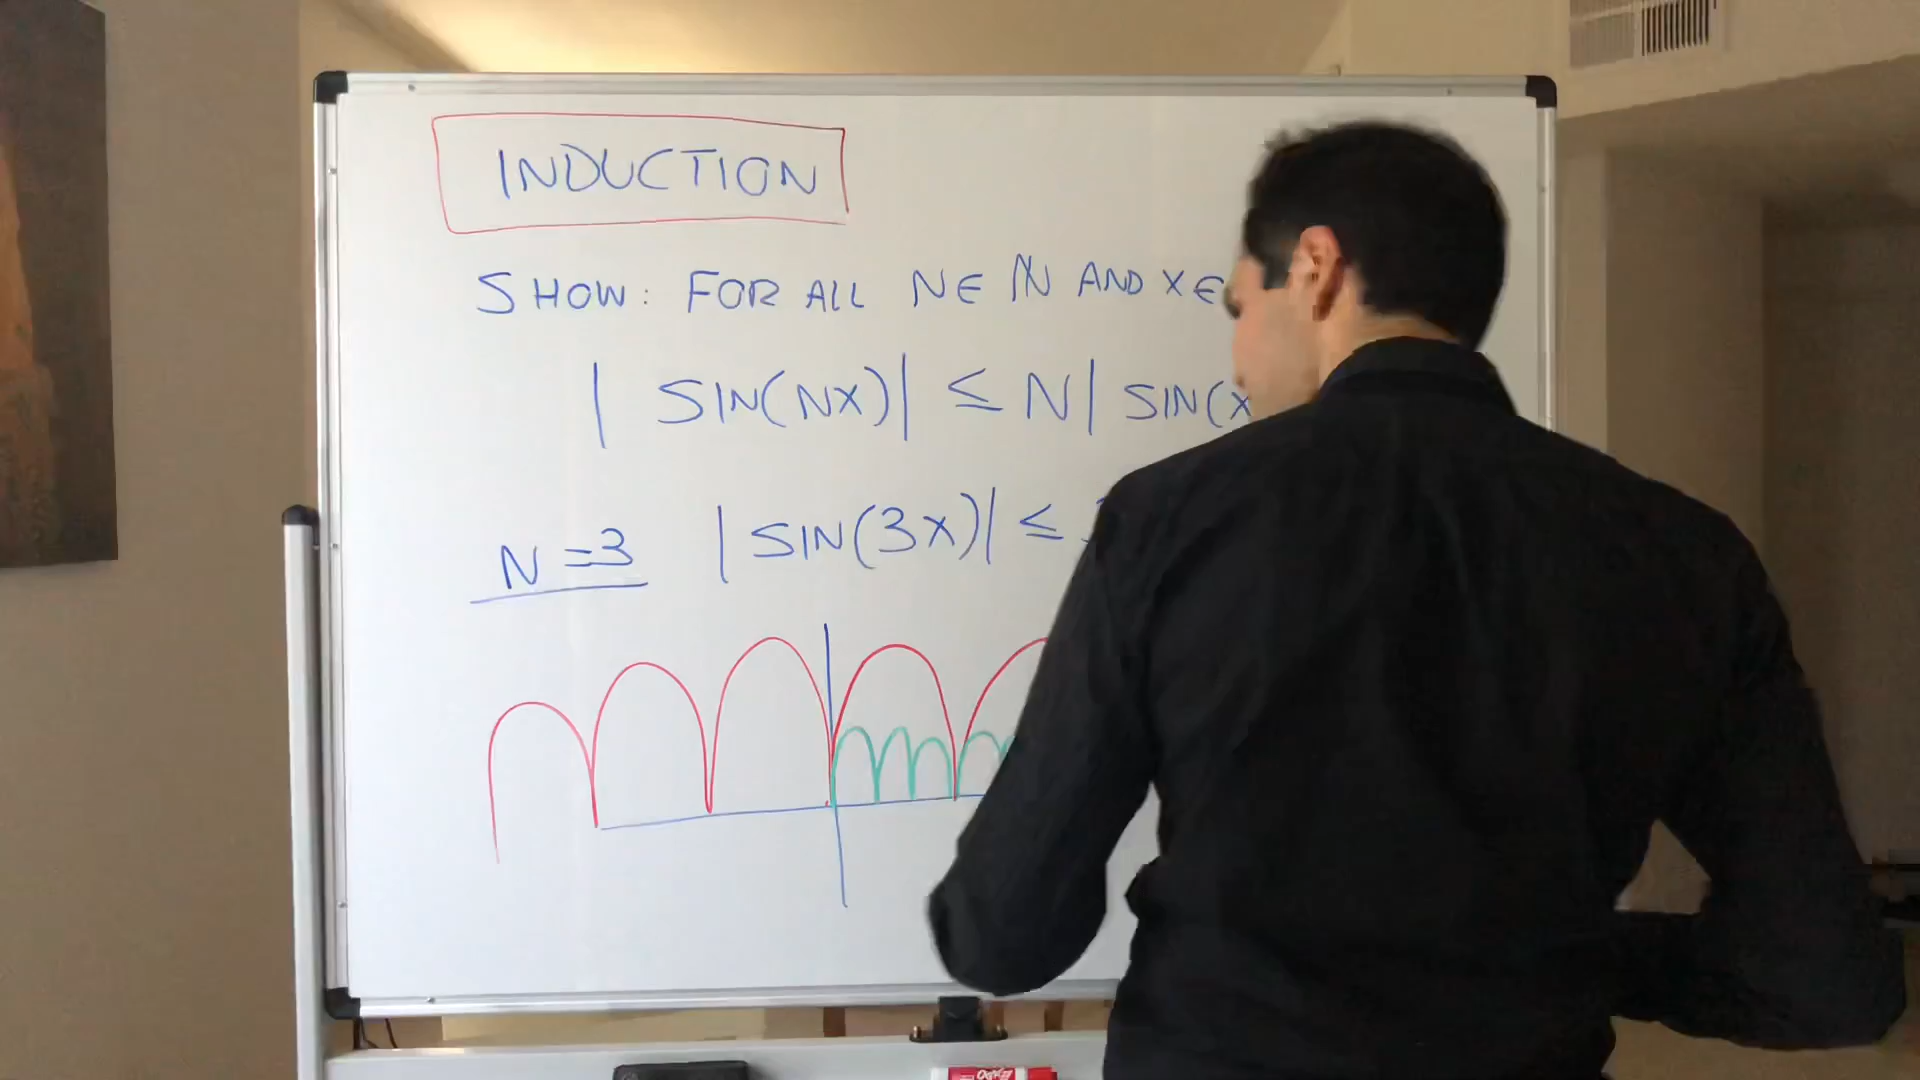 INDUCTION
SHOW: FOR ALL N ∈ ℕ AND X ∈
| SIN(NX)| ≤ N| SIN(X
N = 3 | SIN(3X)| ≤